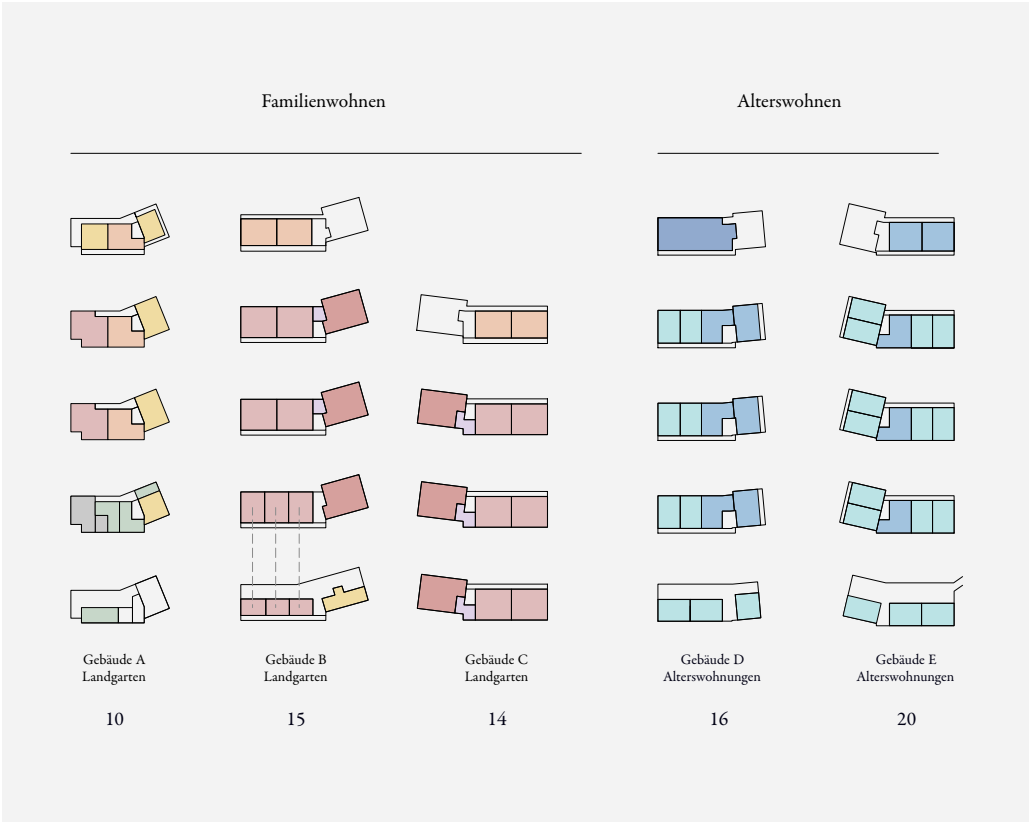 Familienwohnen
Alterswohnen
Gebäude A
Landgarten
10
Gebäude B
Landgarten
15
Gebäude C
Landgarten
14
Gebäude D
Alterswohnungen
16
Gebäude E
Alterswohnungen
20